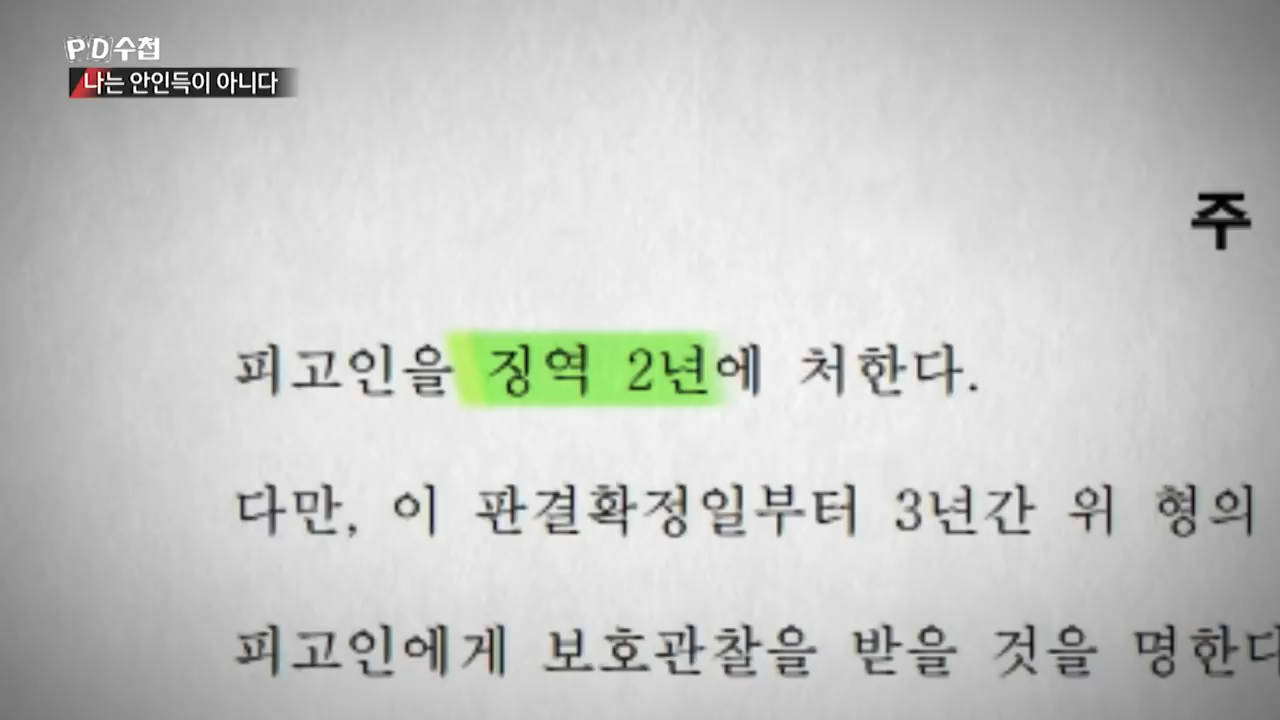 PD수첩
나는 안인득이 아니다
주
피고인을 징역 2년에 처한다.
다만, 이 판결확정일부터 3년간 위 형의
피고인에게 보호관찰을 받을 것을 명한다